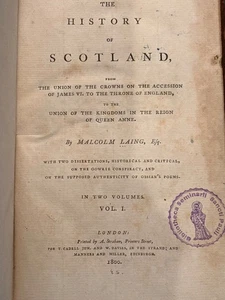 THE
HISTORY
OF
SCOTLAND,
FROM
THE UNION OF THE CROWNS ON THE ACCESSION
OF JAMES VI. TO THE THRONE OF ENGLAND,
TO THE
UNION OF THE KINGDOMS IN THE REIGN
OF QUEEN ANNE.
By MALCOLM LAING, Esq.
WITH TWO DISSERTATIONS, HISTORICAL AND CRITICAL,
ON THE GOWRIE CONSPIRACY, AND
ON THE SUPPOSED AUTHENTICITY OF OSSIAN'S POEMS.
IN TWO VOLUMES.
VOL. I.
LONDON:
Printed by A. Strahan, Printers Street,
FOR T. CADELL JUN. AND W. DAVIES, IN THE STRAND; AND
MANNERS AND MILLER, EDINBURGH.
1800.
Bibliotheca Seminarii Sancti Pauli